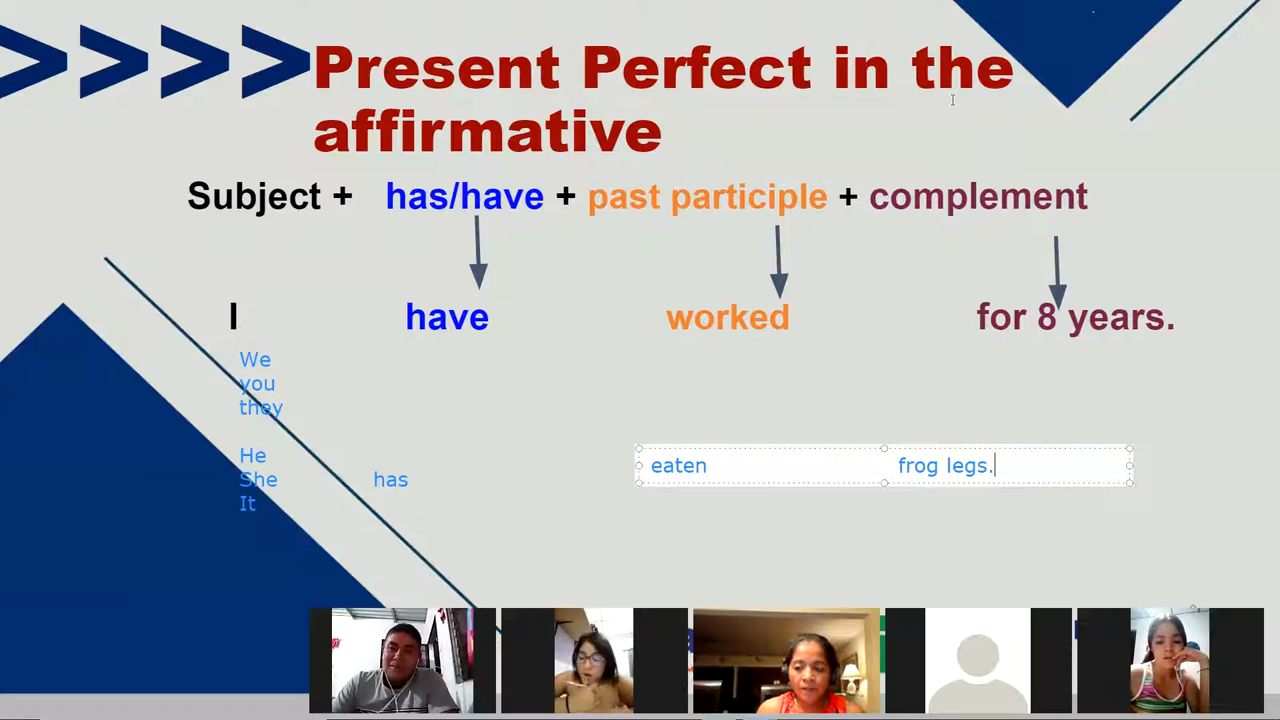 >>>> Present Perfect in the
affirmative
Subject + has/have + past participle + complement
I have worked for 8 years.
We
you
they
He
She has eaten frog legs.
It